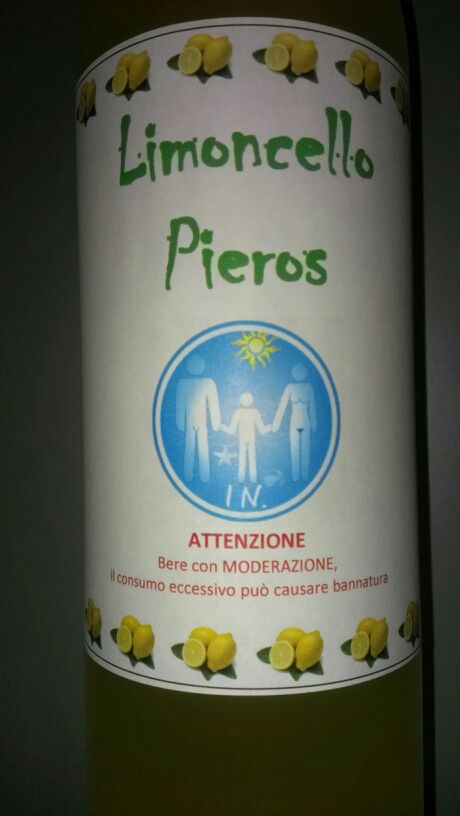 Limoncello
Pieros
I N.
ATTENZIONE
Bere con MODERAZIONE,
il consumo eccessivo può causare bannatura